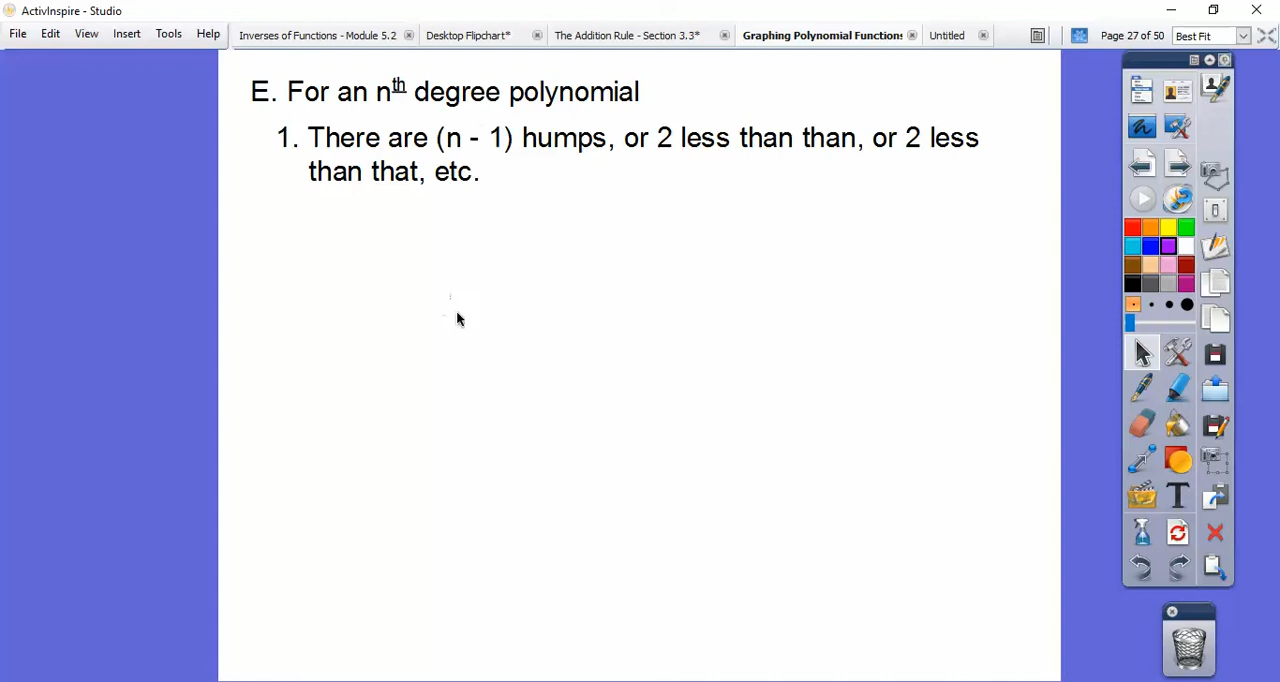 ActivInspire - Studio
File Edit View Insert Tools Help
Inverses of Functions - Module 5.2 Desktop Flipchart* The Addition Rule - Section 3.3* Graphing Polynomial Functions Untitled Page 27 of 50 Best Fit
E. For an nth degree polynomial
1. There are (n - 1) humps, or 2 less than than, or 2 less
than that, etc.